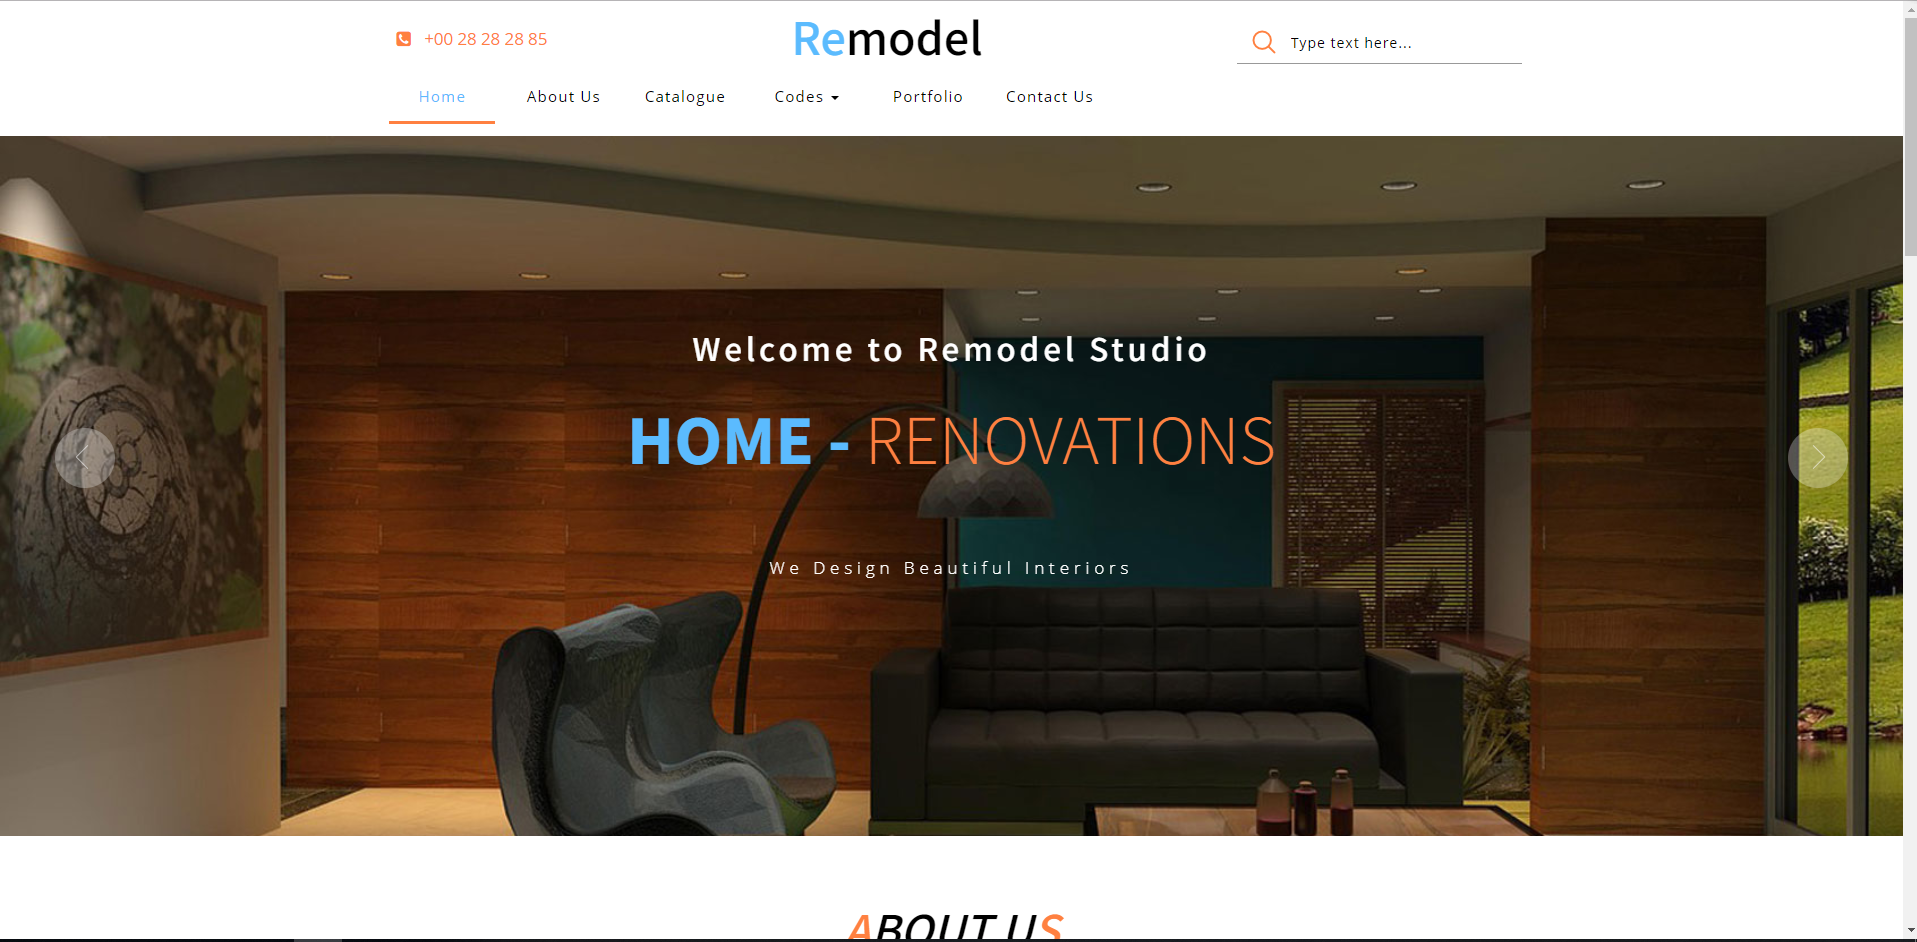 +00 28 28 28 85
Remodel
Type text here...
Home About Us Catalogue Codes Portfolio Contact Us
Welcome to Remodel Studio
HOME - RENOVATIONS
We Design Beautiful Interiors
ABOUT US